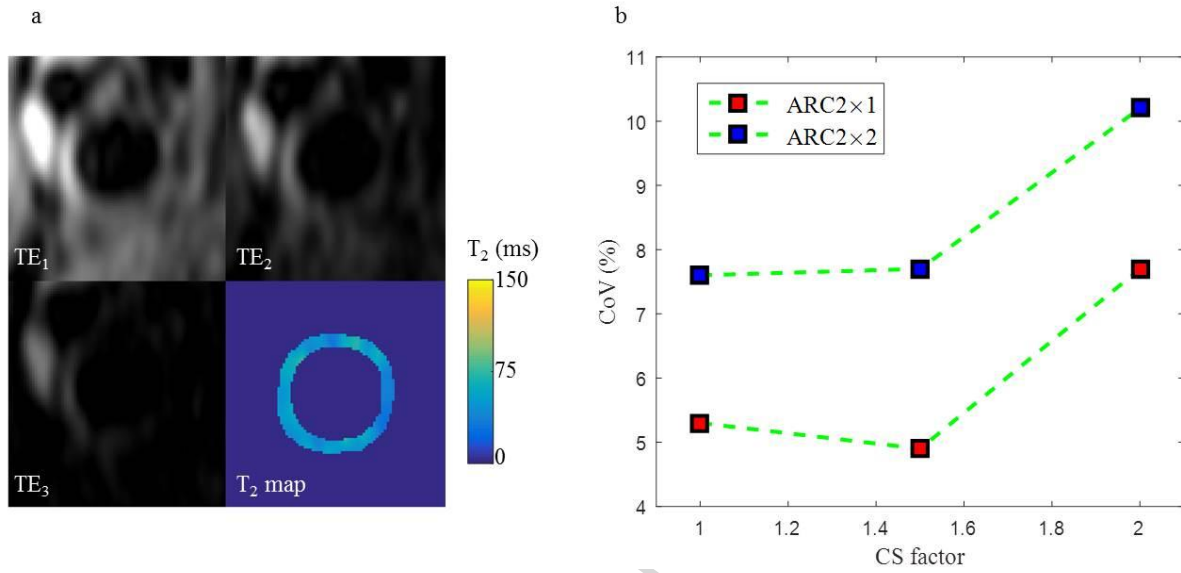 a
TE₁
TE₂
TE₃
T₂ map
T₂ (ms)
150
75
0
b
ARC2×1
ARC2×2
CoV (%)
11
10
9
8
7
6
5
4
1
1.2
1.4
1.6
1.8
2
CS factor